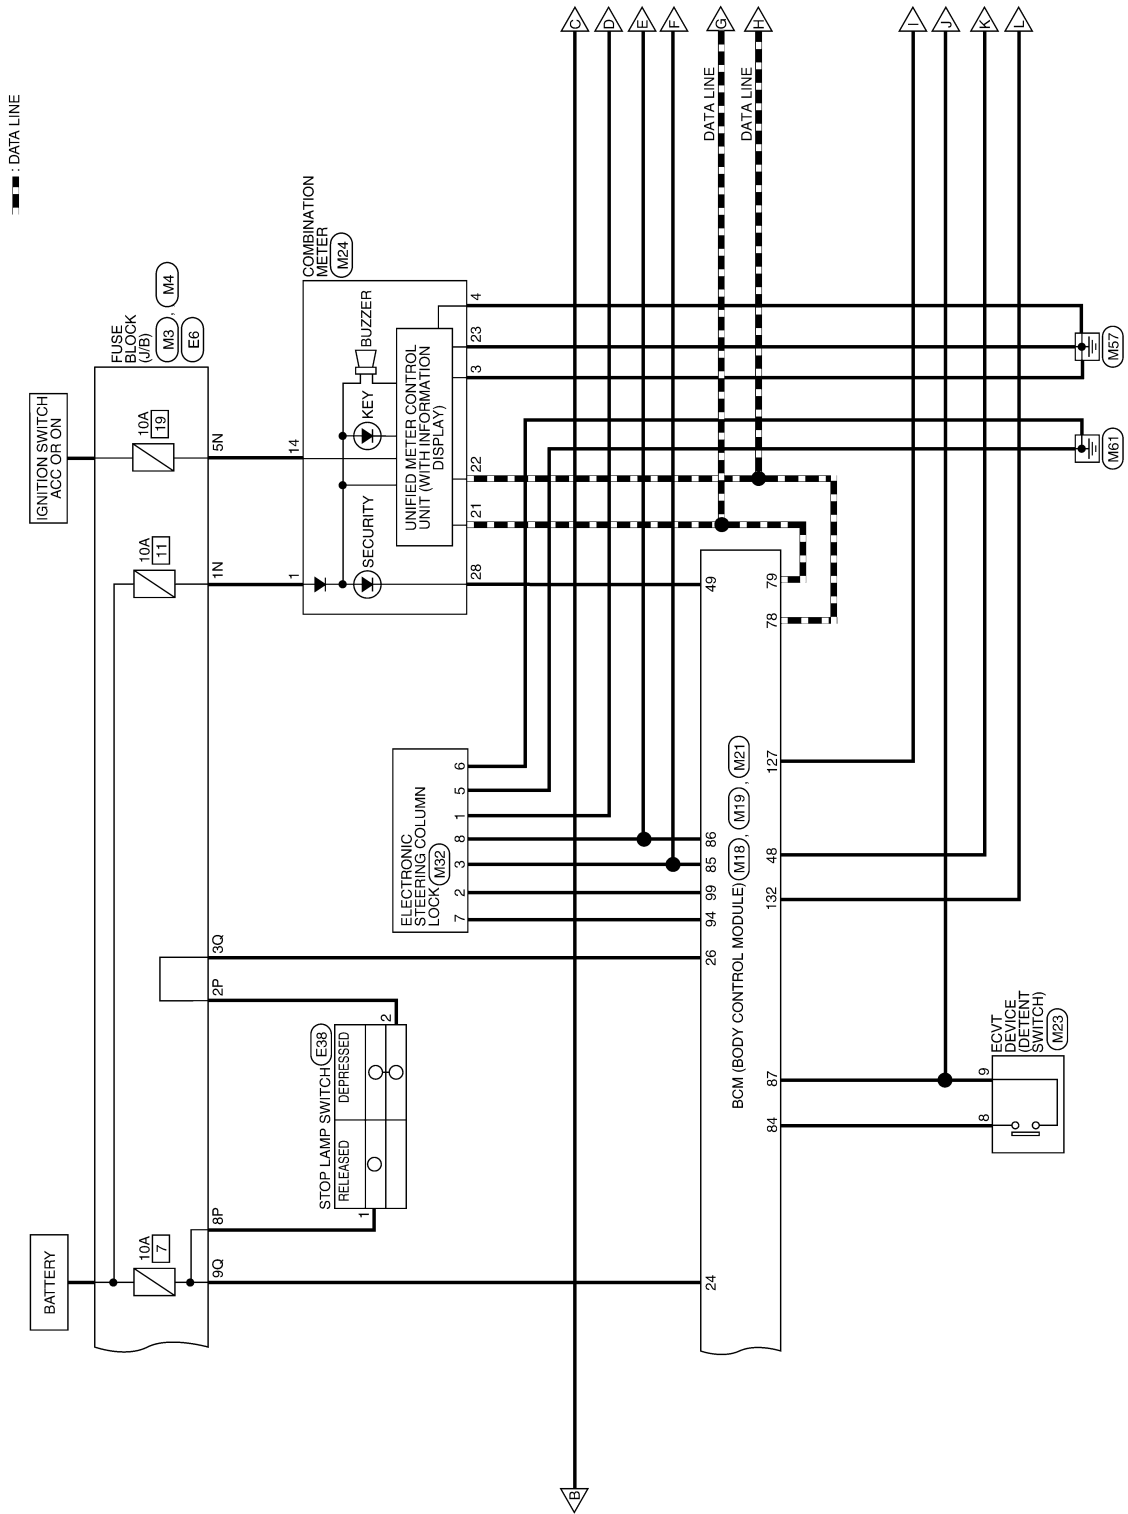 : DATA LINE
BATTERY
IGNITION SWITCH
ACC OR ON
FUSE
BLOCK
(J/B)
M3 , M4
E6
10A
7
10A
11
10A
19
9Q
8P
2P
3Q
1N
5N
STOP LAMP SWITCH E38
RELEASED
DEPRESSED
1
2
COMBINATION
METER
M24
1
14
BUZZER
KEY
SECURITY
UNIFIED METER CONTROL
UNIT (WITH INFORMATION
DISPLAY)
28
21
22
3
23
4
ELECTRONIC
STEERING COLUMN
LOCK M32
7
2
3
8
1
5
6
B
C
D
E
F
G
H
I
J
K
L
DATA LINE
DATA LINE
24
26
94
99
85
86
49
BCM (BODY CONTROL MODULE) M18 , M19 , M21
84
87
132
48
127
78
79
8
9
ECVT
DEVICE
(DETENT
SWITCH)
M23
M61
M57